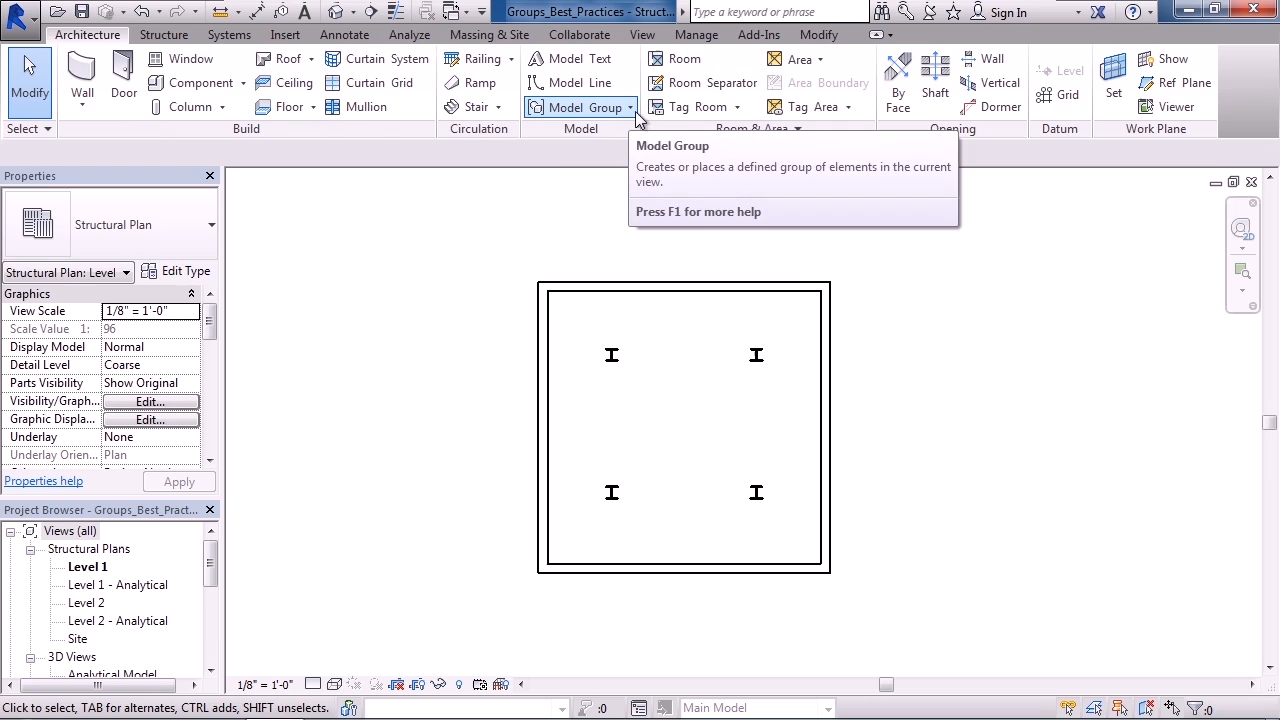 Groups_Best_Practices - Struct...
Type a keyword or phrase
Sign In
Architecture Structure Systems Insert Annotate Analyze Massing & Site Collaborate View Manage Add-Ins Modify
Modify
Select
Wall
Door
Window
Component
Column
Roof
Ceiling
Floor
Curtain System
Curtain Grid
Mullion
Build
Railing
Ramp
Stair
Circulation
Model Text
Model Line
Model Group
Model
Room
Room Separator
Tag Room
Area
Area Boundary
Tag Area
Room & Area
By
Face
Shaft
Wall
Vertical
Dormer
Opening
Level
Grid
Datum
Set
Show
Ref Plane
Viewer
Work Plane
Model Group
Creates or places a defined group of elements in the current
view.
Press F1 for more help
Properties
Structural Plan
Structural Plan: Level
Edit Type
Graphics
View Scale 1/8" = 1'-0"
Scale Value 1: 96
Display Model Normal
Detail Level Coarse
Parts Visibility Show Original
Visibility/Graph... Edit...
Graphic Displa... Edit...
Underlay None
Underlay Orien... Plan
Properties help
Apply
Project Browser - Groups_Best_Pract...
Views (all)
Structural Plans
Level 1
Level 1 - Analytical
Level 2
Level 2 - Analytical
Site
3D Views
Analytical Model
2D
1/8" = 1'-0"
Click to select, TAB for alternates, CTRL adds, SHIFT unselects.
:0
Main Model
:0